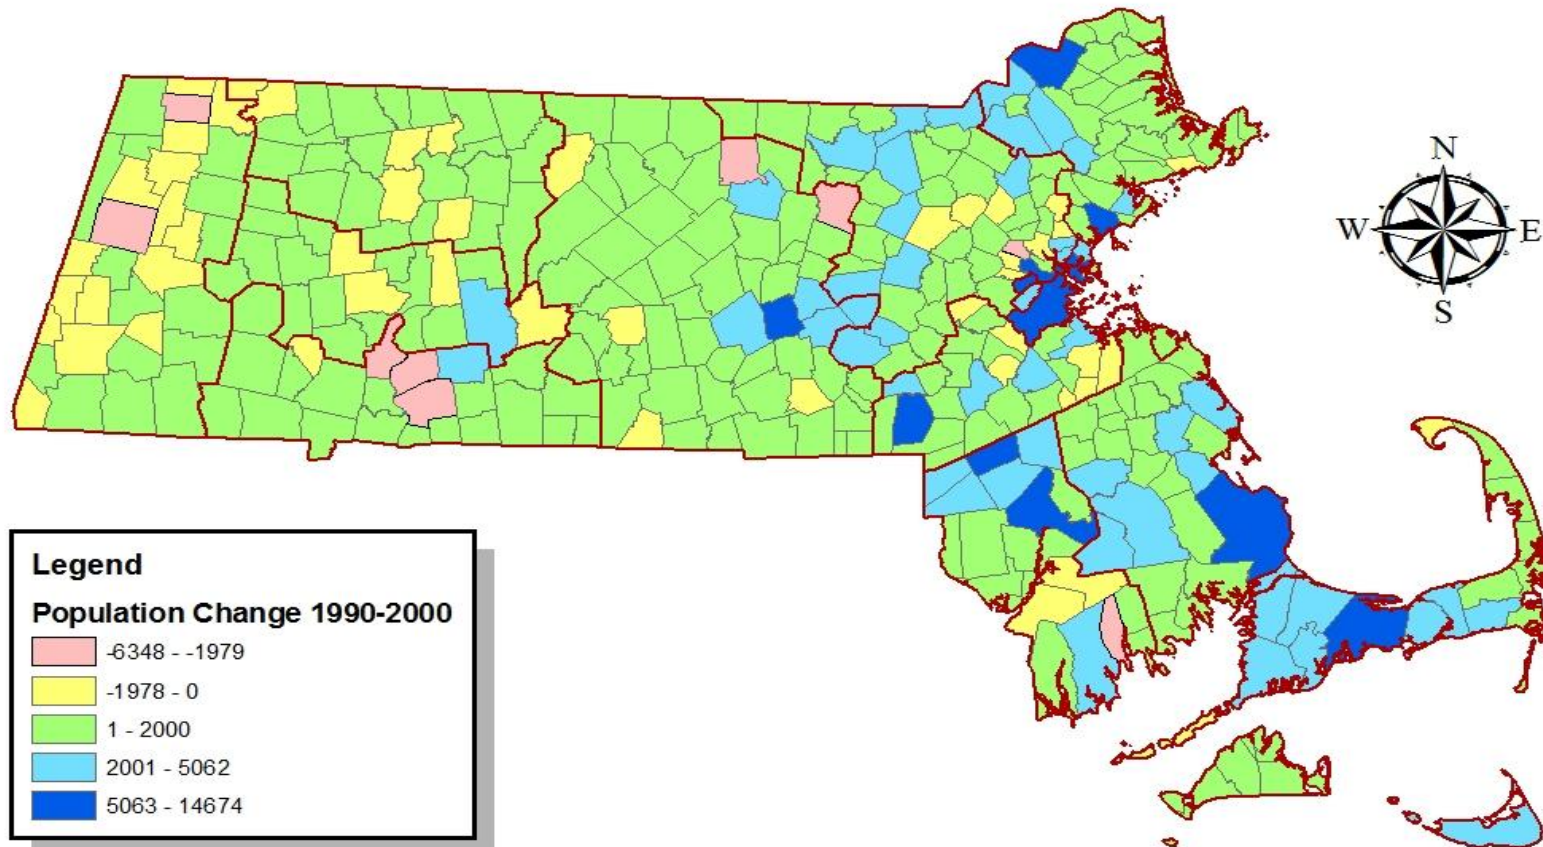 N
W E
S
Legend
Population Change 1990-2000
-6348 - -1979
-1978 - 0
1 - 2000
2001 - 5062
5063 - 14674